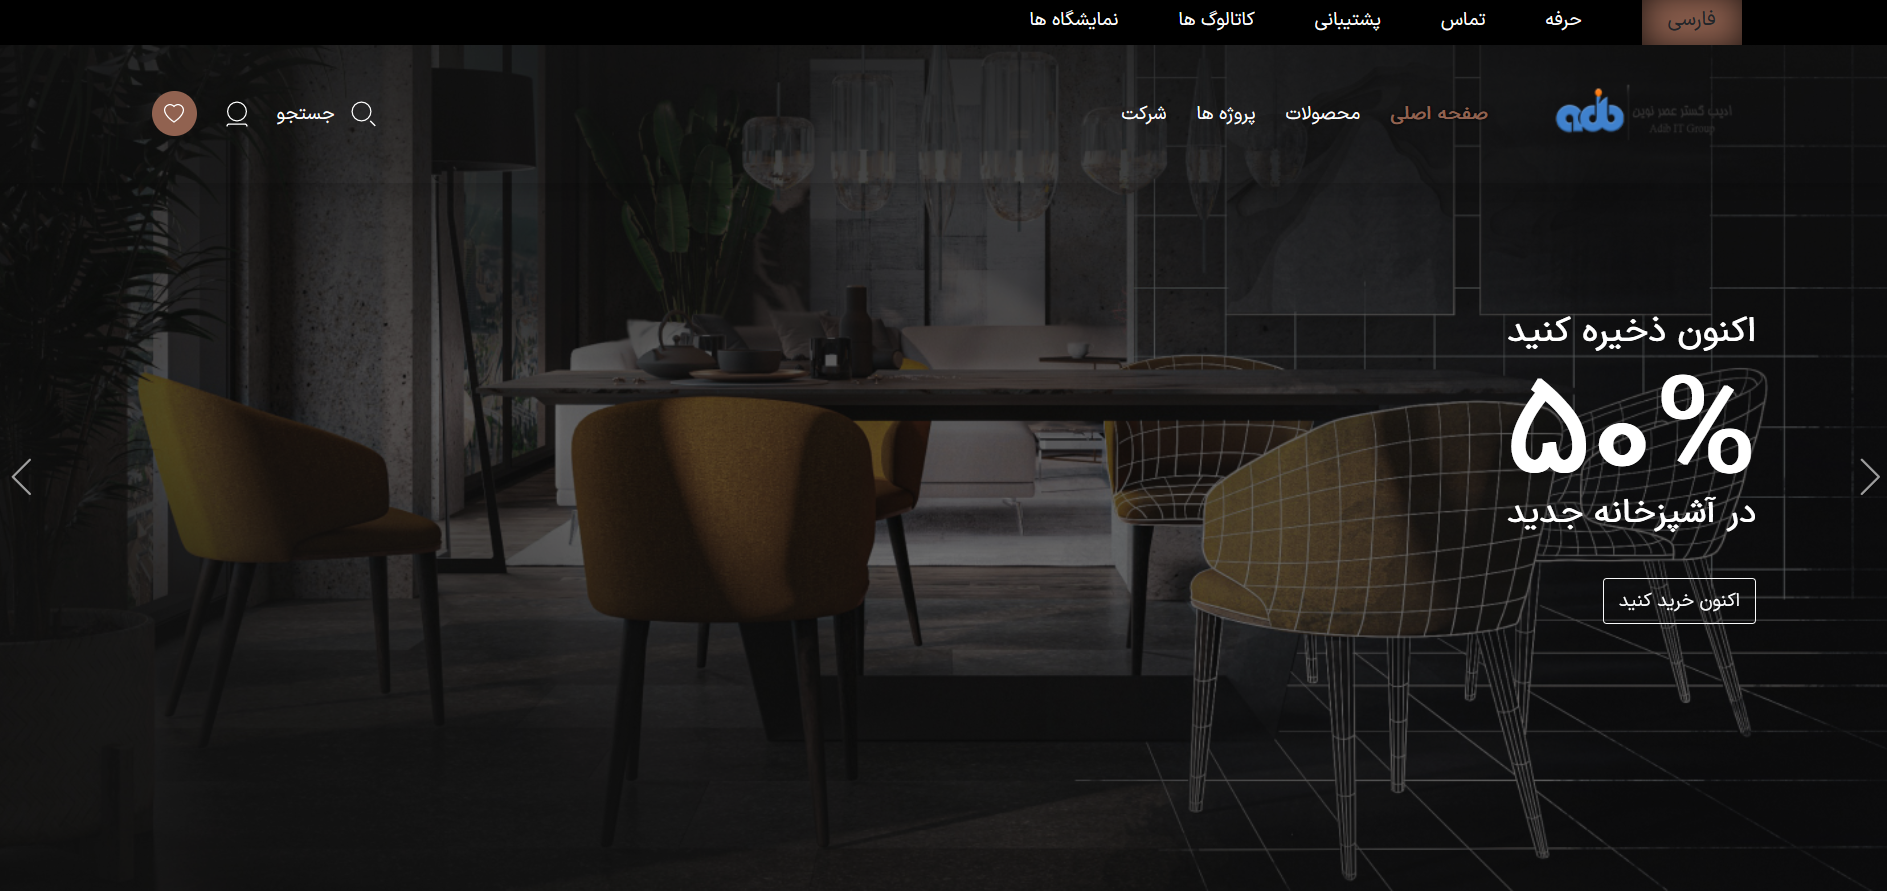 فارسی
حرفه
تماس
پشتیبانی
کاتالوگ ها
نمایشگاه ها
adib
ادیب گستر عصر نوین
Adib IT Group
صفحه اصلی
محصولات
پروژه ها
شرکت
جستجو
اکنون ذخیره کنید
۵۰%
در آشپزخانه جدید
اکنون خرید کنید